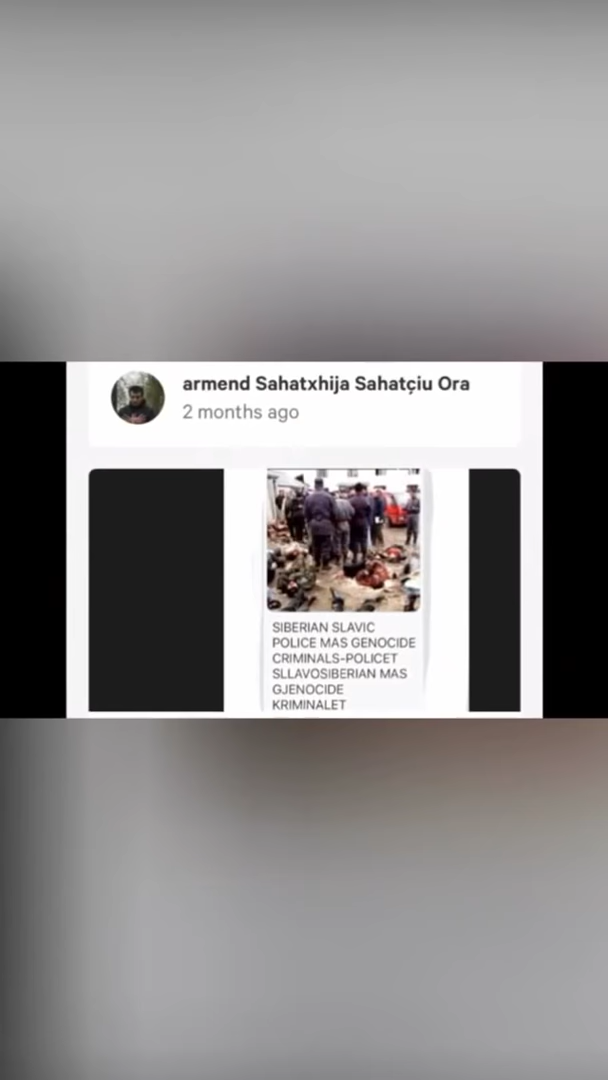 armend Sahatxhija Sahatçiu Ora
2 months ago
SIBERIAN SLAVIC
POLICE MAS GENOCIDE
CRIMINALS-POLICET
SLLAVOSIBERIAN MAS
GJENOCIDE
KRIMINALET